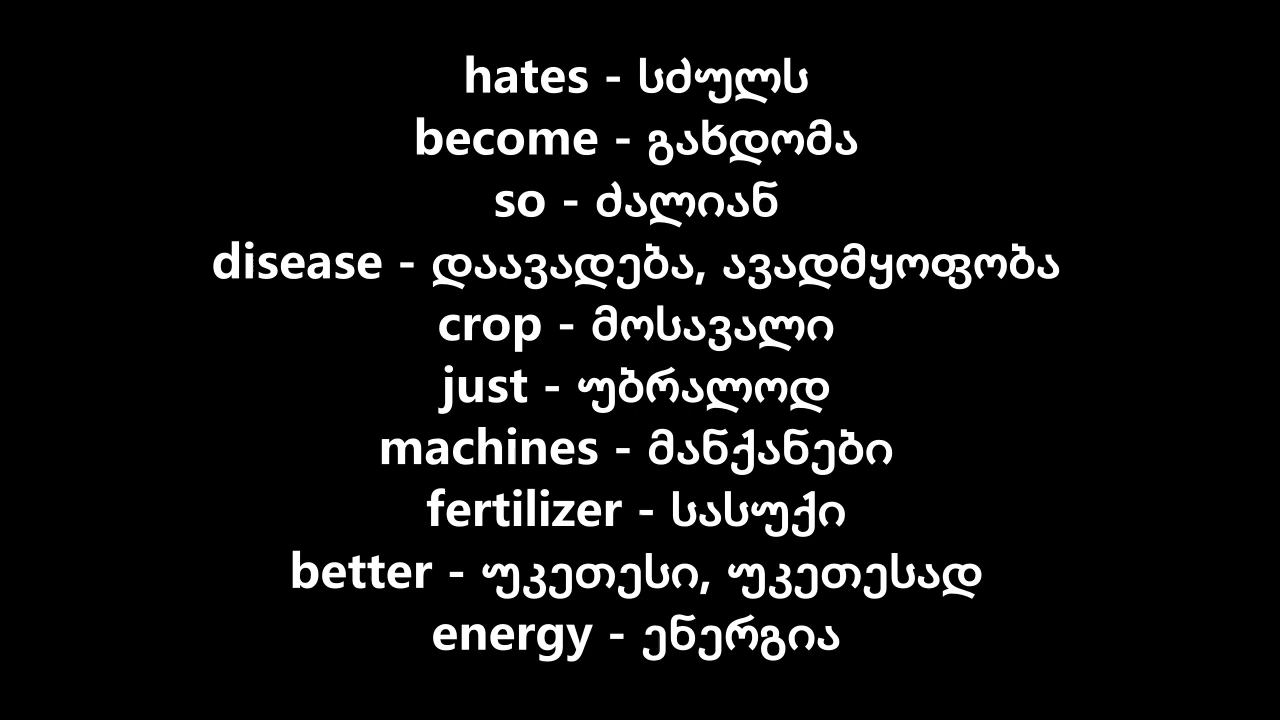 hates - სძულს
become - გახდომა
so - ძალიან
disease - დაავადება, ავადმყოფობა
crop - მოსავალი
just - უბრალოდ
machines - მანქანები
fertilizer - სასუქი
better - უკეთესი, უკეთესად
energy - ენერგია